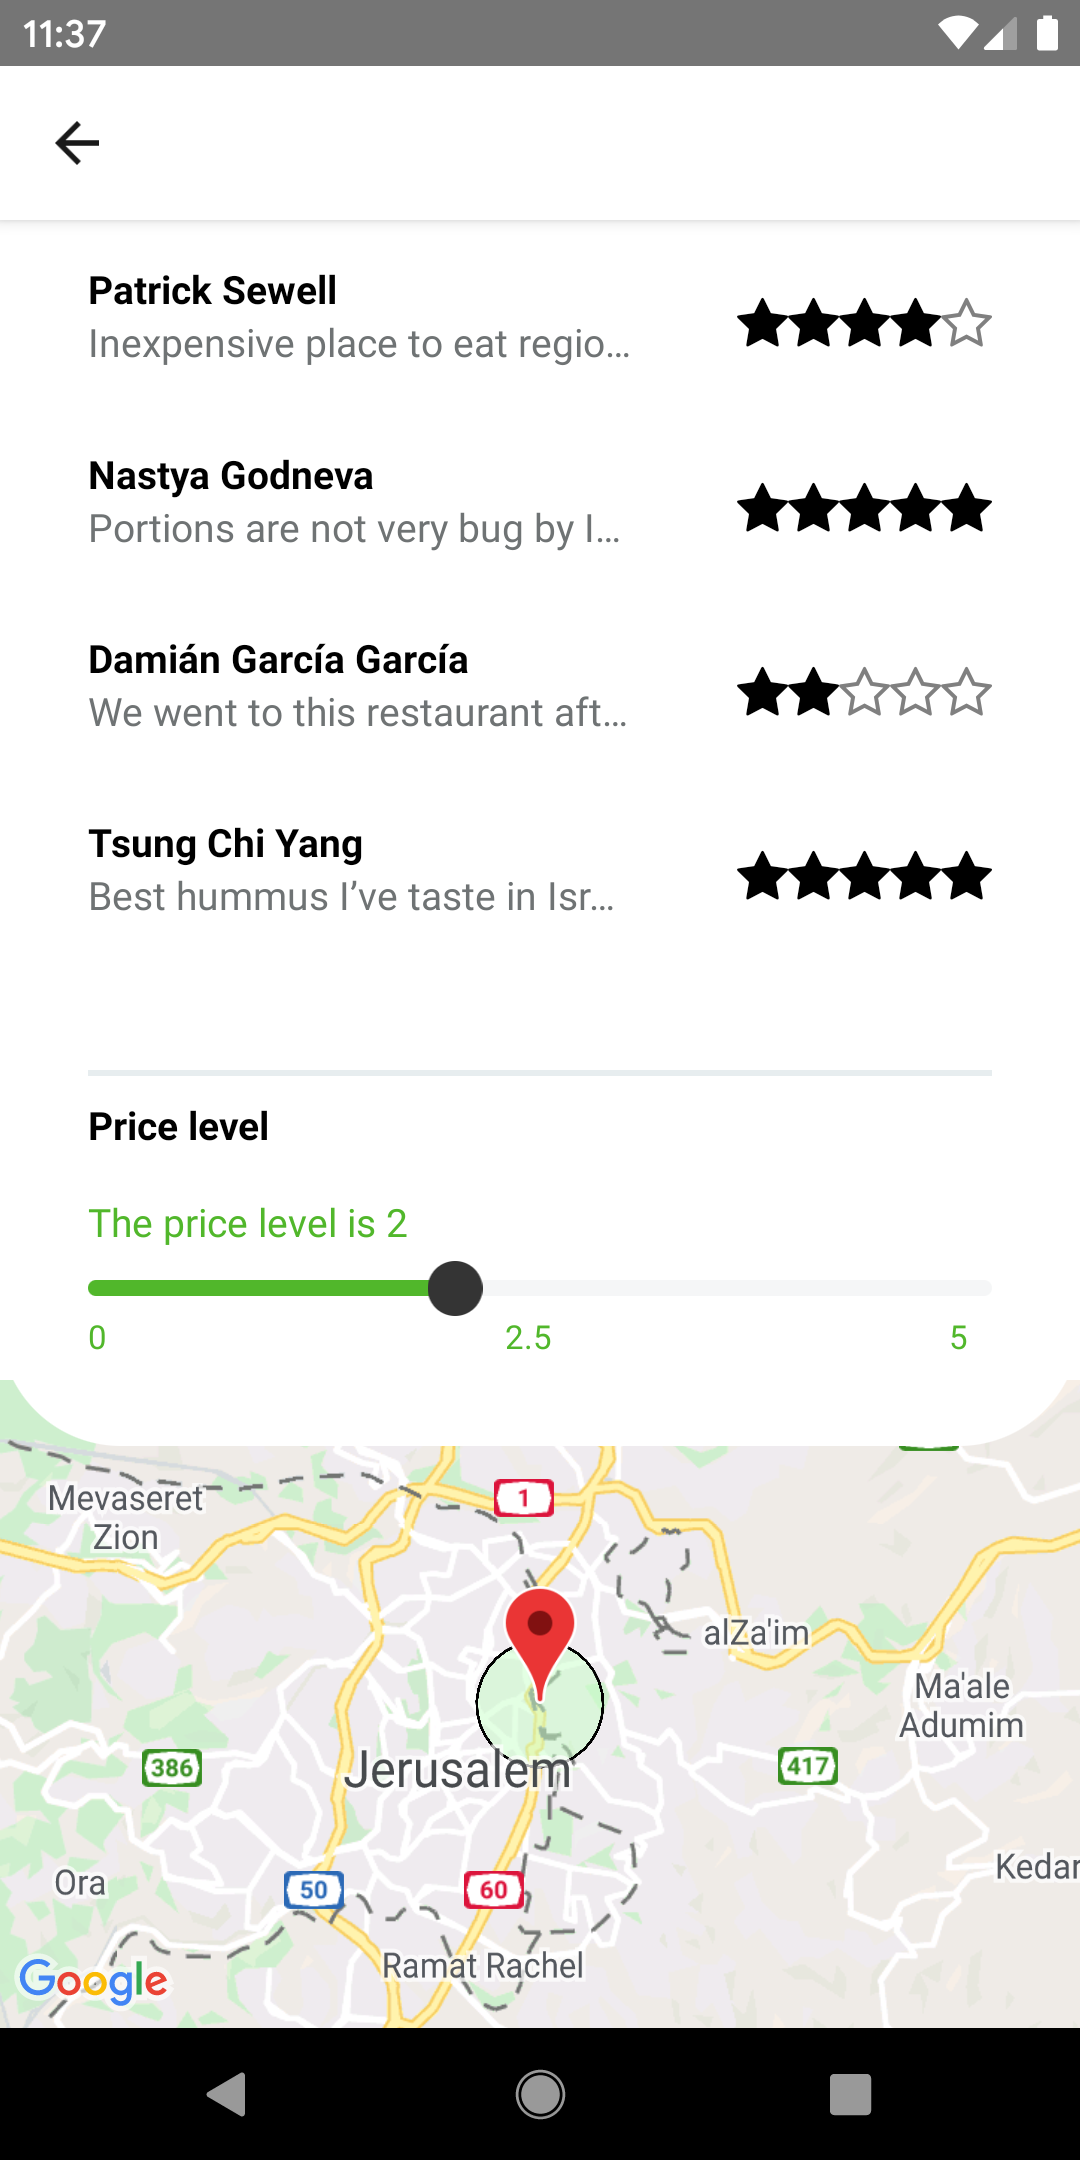 11:37
Patrick Sewell
Inexpensive place to eat regio...
Nastya Godneva
Portions are not very bug by I...
Damián García García
We went to this restaurant aft...
Tsung Chi Yang
Best hummus I've taste in Isr...
Price level
The price level is 2
0 2.5 5
Mevaseret
Zion
1
alZa'im
Ma'ale
Adumim
386
Jerusalem
417
Ora
50
60
Kedar
Ramat Rachel
Google